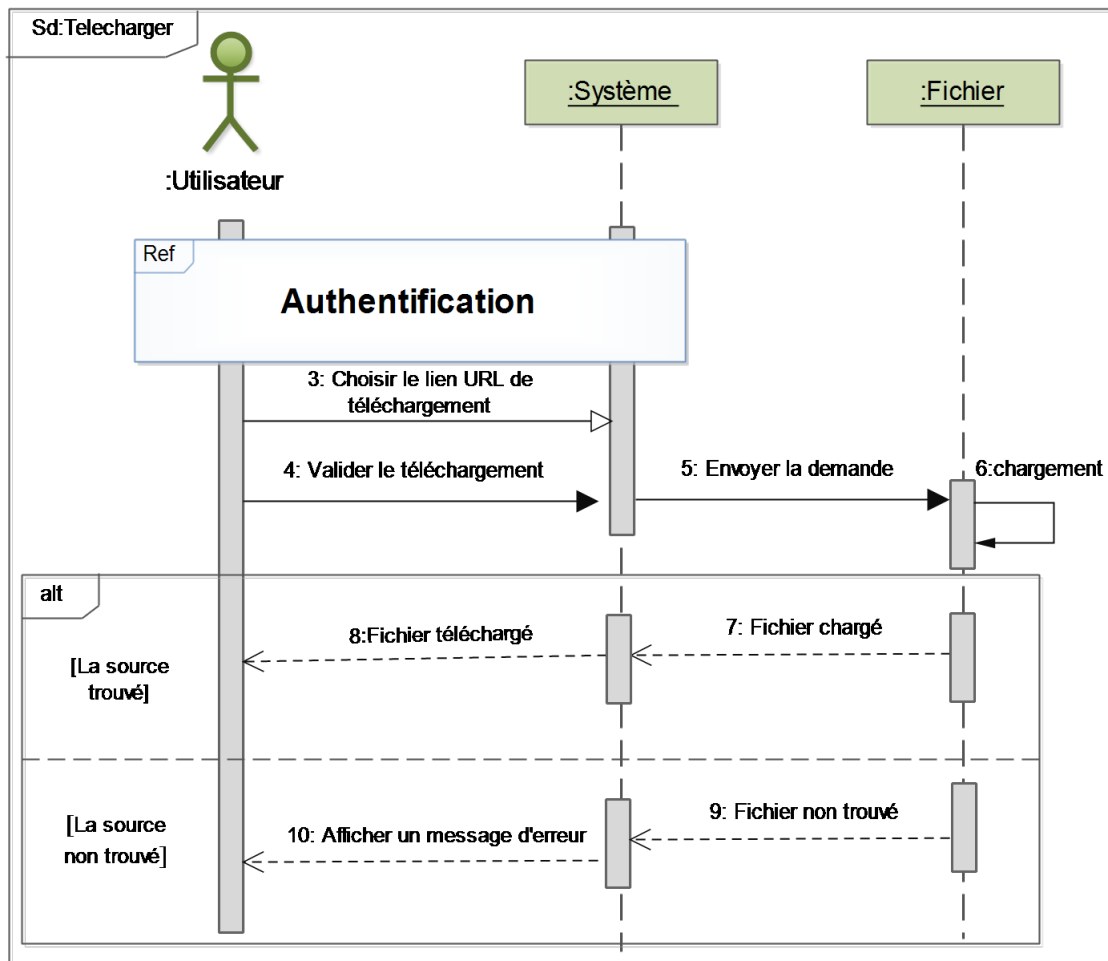 Sd:Telecharger
:Utilisateur
:Système
:Fichier
Ref
Authentification
3: Choisir le lien URL de
téléchargement
4: Valider le téléchargement
5: Envoyer la demande
6:chargement
alt
[La source
trouvé]
8:Fichier téléchargé
7: Fichier chargé
[La source
non trouvé]
10: Afficher un message d'erreur
9: Fichier non trouvé